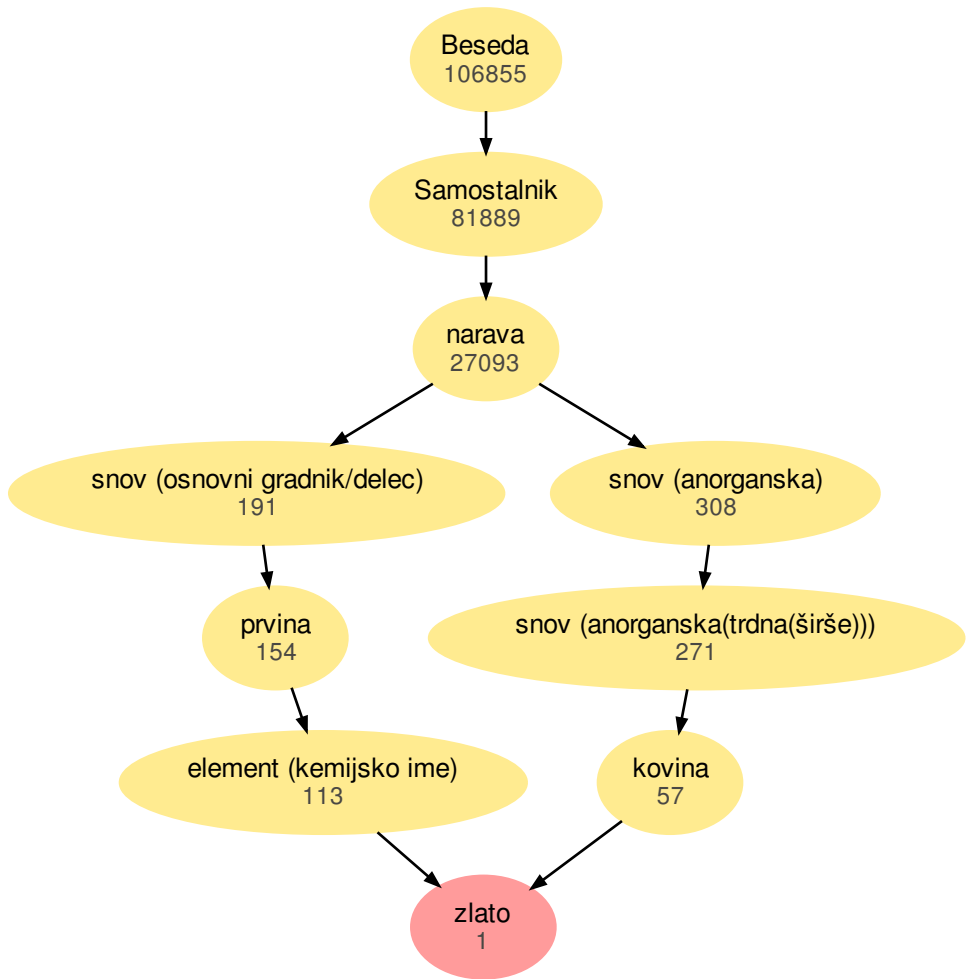 Beseda
106855
Samostalnik
81889
narava
27093
snov (osnovni gradnik/delec)
191
snov (anorganska)
308
prvina
154
snov (anorganska(trdna(širše)))
271
element (kemijsko ime)
113
kovina
57
zlato
1